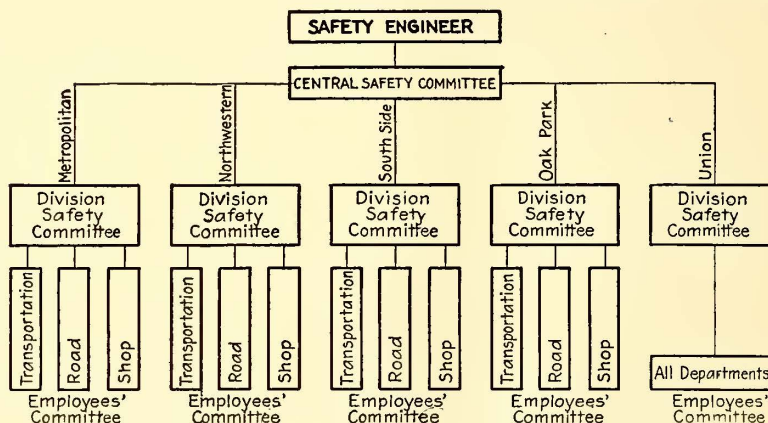 SAFETY ENGINEER
CENTRAL SAFETY COMMITTEE
Metropolitan
Northwestern
South Side
Oak Park
Union
Division
Safety
Committee
Division
Safety
Committee
Division
Safety
Committee
Division
Safety
Committee
Division
Safety
Committee
Transportation
Road
Shop
Transportation
Road
Shop
Transportation
Road
Shop
Transportation
Road
Shop
All Departments
Employees'
Committee
Employees'
Committee
Employees'
Committee
Employees'
Committee
Employees'
Committee